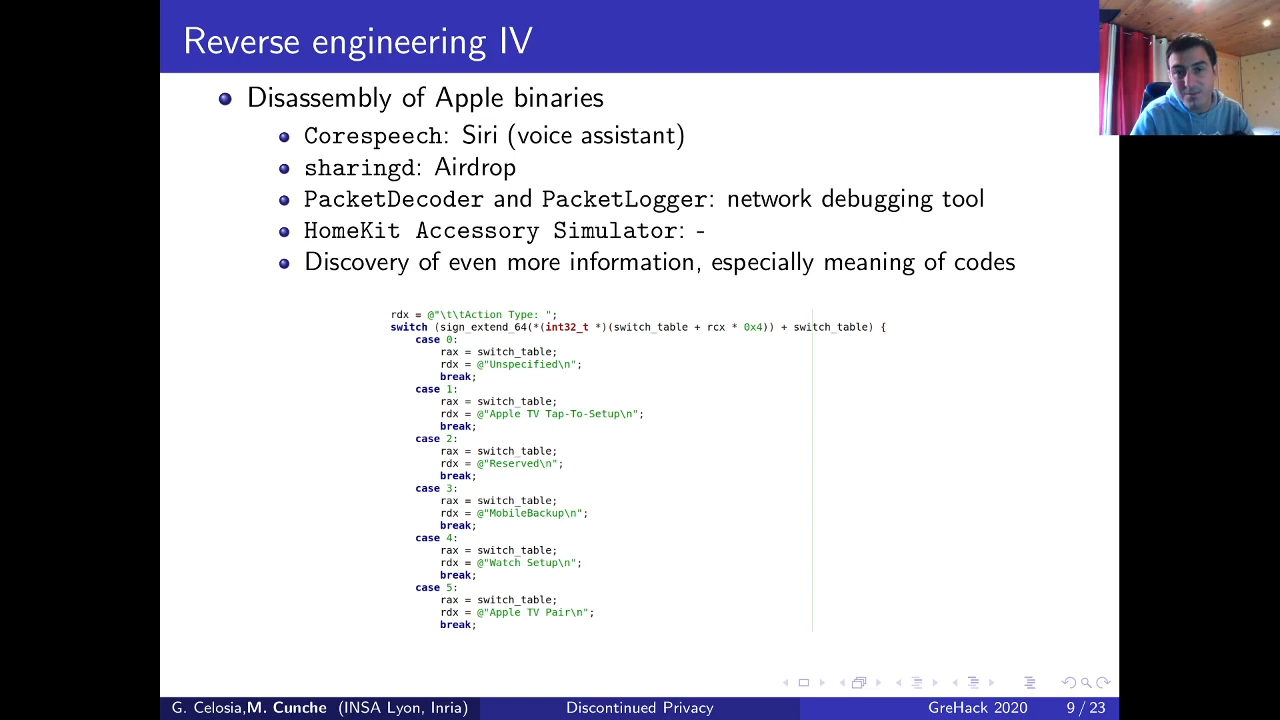 Reverse engineering IV
Disassembly of Apple binaries
Corespeech: Siri (voice assistant)
sharingd: Airdrop
PacketDecoder and PacketLogger: network debugging tool
HomeKit Accessory Simulator: -
Discovery of even more information, especially meaning of codes
rdx = @"\t\tAction Type: ";
switch (sign_extend_64(*(int32_t *)(switch_table + rcx * 0x4)) + switch_table) {
case 0:
rax = switch_table;
rdx = @"Unspecified\n";
break;
case 1:
rax = switch_table;
rdx = @"Apple TV Tap-To-Setup\n";
break;
case 2:
rax = switch_table;
rdx = @"Reserved\n";
break;
case 3:
rax = switch_table;
rdx = @"MobileBackup\n";
break;
case 4:
rax = switch_table;
rdx = @"Watch Setup\n";
break;
case 5:
rax = switch_table;
rdx = @"Apple TV Pair\n";
break;
G. Celosia,M. Cunche (INSA Lyon, Inria) Discontinued Privacy GreHack 2020 9 / 23